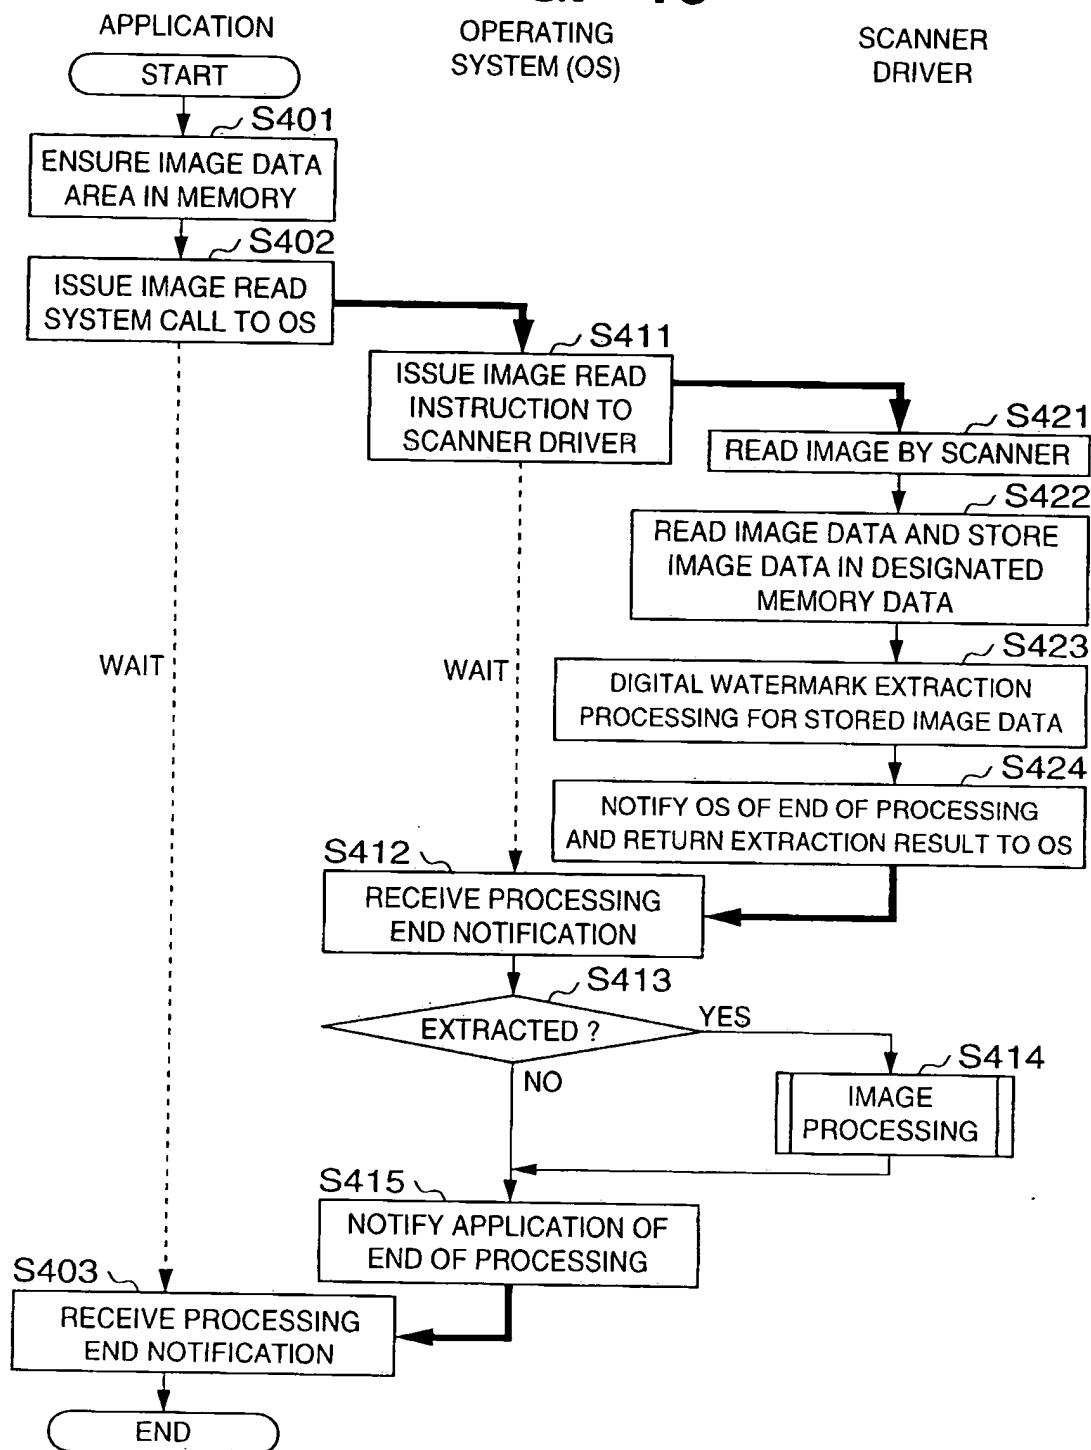 APPLICATION
OPERATING
SYSTEM (OS)
SCANNER
DRIVER
START
S401
ENSURE IMAGE DATA
AREA IN MEMORY
S402
ISSUE IMAGE READ
SYSTEM CALL TO OS
S411
ISSUE IMAGE READ
INSTRUCTION TO
SCANNER DRIVER
S421
READ IMAGE BY SCANNER
S422
READ IMAGE DATA AND STORE
IMAGE DATA IN DESIGNATED
MEMORY DATA
WAIT
WAIT
S423
DIGITAL WATERMARK EXTRACTION
PROCESSING FOR STORED IMAGE DATA
S424
NOTIFY OS OF END OF PROCESSING
AND RETURN EXTRACTION RESULT TO OS
S412
RECEIVE PROCESSING
END NOTIFICATION
S413
EXTRACTED ?
YES
NO
S414
IMAGE
PROCESSING
S415
NOTIFY APPLICATION OF
END OF PROCESSING
S403
RECEIVE PROCESSING
END NOTIFICATION
END